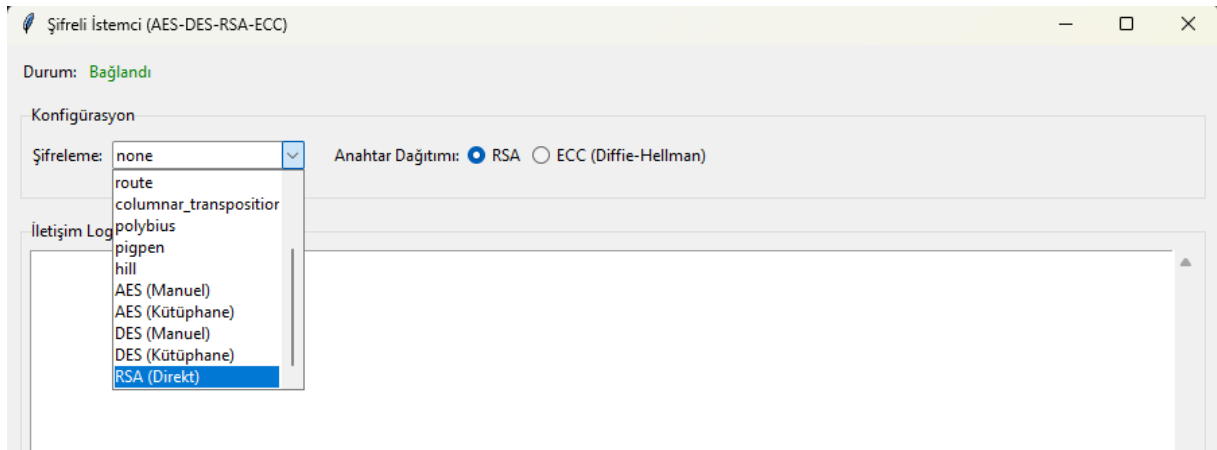 Şifreli İstemci (AES-DES-RSA-ECC)
Durum: Bağlandı
Konfigürasyon
Şifreleme: none Anahtar Dağıtımı: RSA ECC (Diffie-Hellman)
route
columnar_transposition
polybius
pigpen
hill
AES (Manuel)
AES (Kütüphane)
DES (Manuel)
DES (Kütüphane)
RSA (Direkt)
İletişim Log